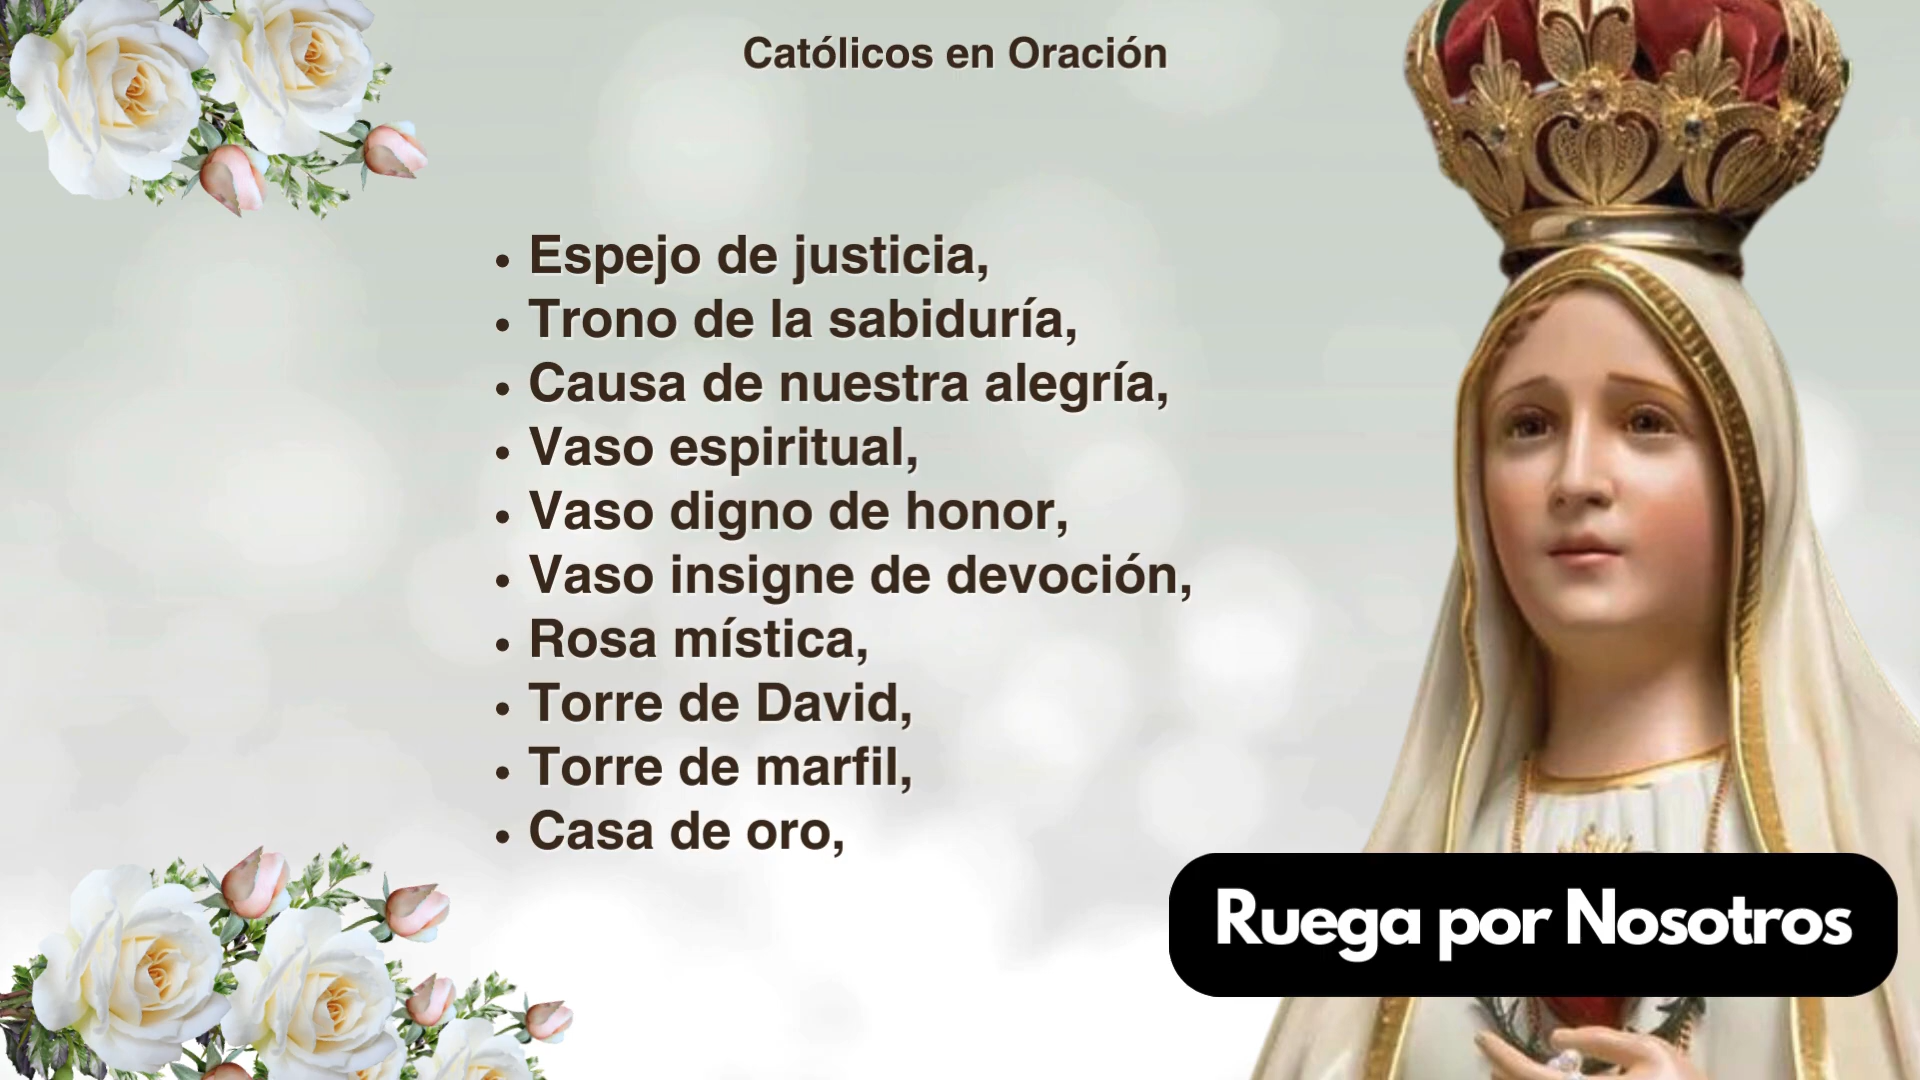 Católicos en Oración
• Espejo de justicia,
• Trono de la sabiduría,
• Causa de nuestra alegría,
• Vaso espiritual,
• Vaso digno de honor,
• Vaso insigne de devoción,
• Rosa mística,
• Torre de David,
• Torre de marfil,
• Casa de oro,
Ruega por Nosotros